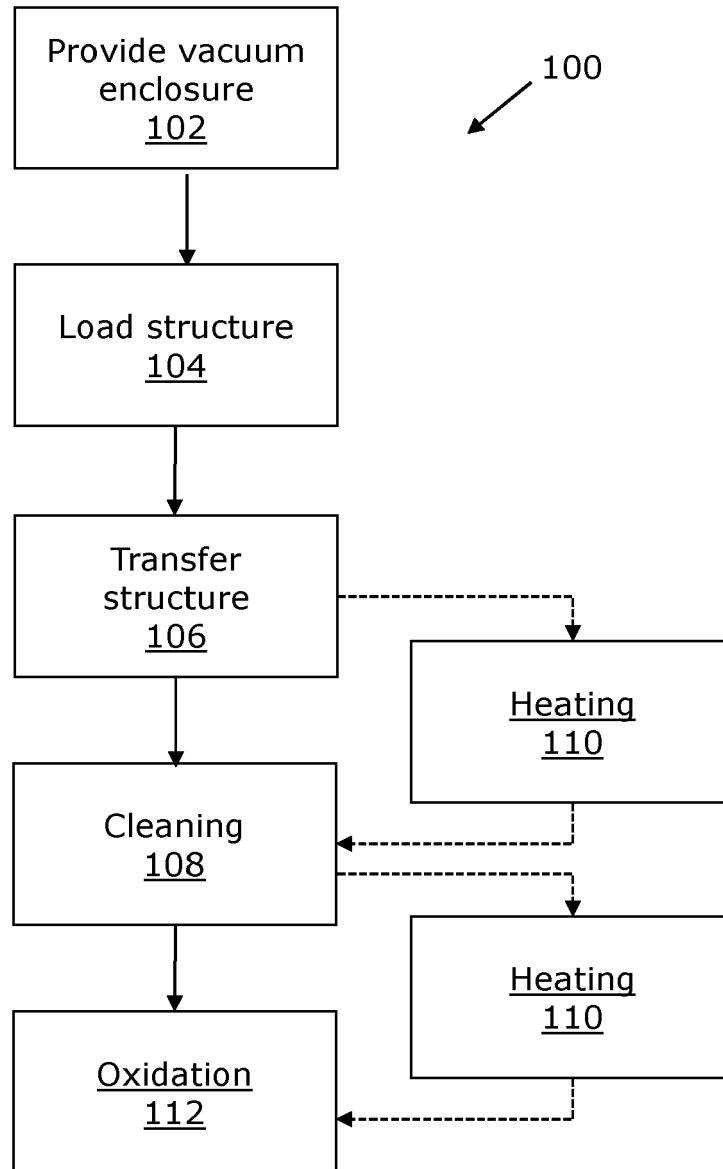 Provide vacuum
enclosure
102
100
Load structure
104
Transfer
structure
106
Heating
110
Cleaning
108
Heating
110
Oxidation
112